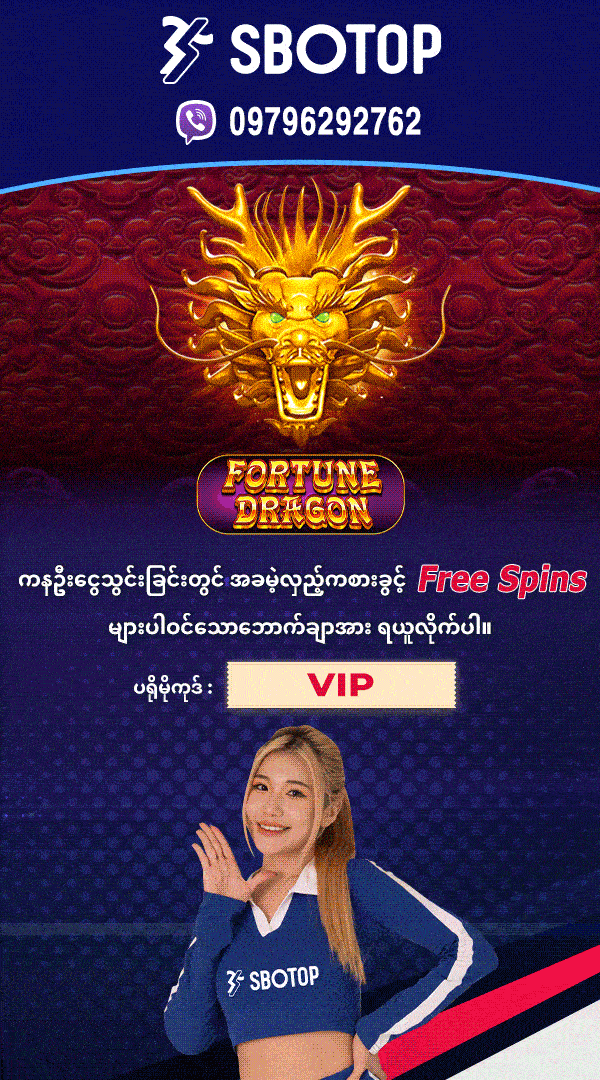 SBOTOP
09796292762
FORTUNE
DRAGON
ကနဦးငွေသွင်းခြင်းတွင် အခမဲ့လှည့်ကစားခွင့် Free Spins
များပါဝင်သောဘောက်ချာအား ရယူလိုက်ပါ။
ပရိုမိုကုဒ် : VIP
SBOTOP